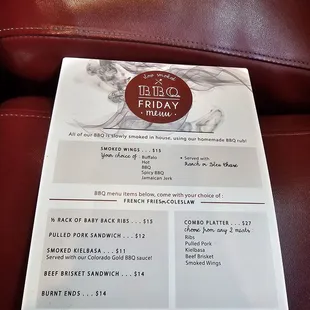 slow smoked
BBQ
FRIDAY
menu
All of our BBQ is slowly smoked in house, using our homemade BBQ rub!
SMOKED WINGS . . . $15
Your choice of: Buffalo
Hot
BBQ
Spicy BBQ
Jamaican Jerk
• Served with
Ranch or Bleu Cheese
BBQ menu items below, come with your choice of :
FRENCH FRIES or COLESLAW
½ RACK OF BABY BACK RIBS . . . $15
PULLED PORK SANDWICH . . . $12
SMOKED KIELBASA . . . $11
Served with our Colorado Gold BBQ sauce!
BEEF BRISKET SANDWICH . . . $14
BURNT ENDS . . . $14
COMBO PLATTER . . . $27
choose from any 2 meats:
Ribs
Pulled Pork
Kielbasa
Beef Brisket
Smoked Wings